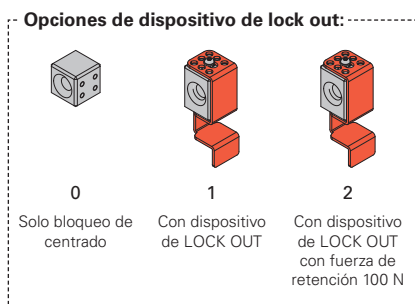 Opciones de dispositivo de lock out:
0
Solo bloqueo de
centrado
1
Con dispositivo
de LOCK OUT
2
Con dispositivo
de LOCK OUT
con fuerza de
retención 100 N